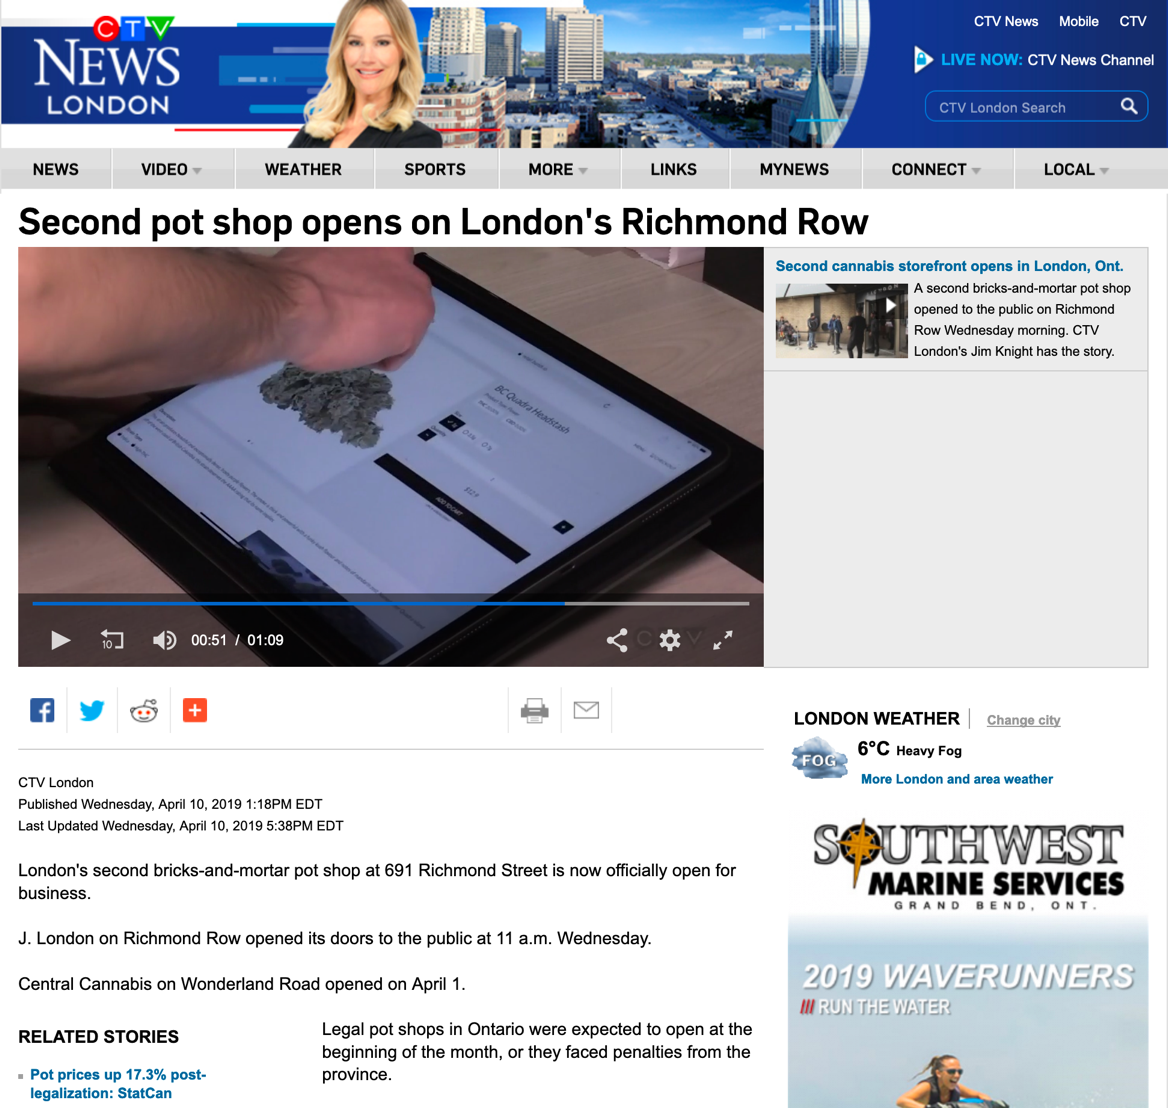 CTV
NEWS
LONDON
CTV News Mobile CTV
LIVE NOW: CTV News Channel
CTV London Search
NEWS VIDEO WEATHER SPORTS MORE LINKS MYNEWS CONNECT LOCAL
Second pot shop opens on London's Richmond Row
BC Quadra Headstash
ADD TO CART
10
00:51 / 01:09
Second cannabis storefront opens in London, Ont.
A second bricks-and-mortar pot shop
opened to the public on Richmond
Row Wednesday morning. CTV
London's Jim Knight has the story.
LONDON WEATHER Change city
FOG
6°C Heavy Fog
More London and area weather
CTV London
Published Wednesday, April 10, 2019 1:18PM EDT
Last Updated Wednesday, April 10, 2019 5:38PM EDT
London's second bricks-and-mortar pot shop at 691 Richmond Street is now officially open for
business.
J. London on Richmond Row opened its doors to the public at 11 a.m. Wednesday.
Central Cannabis on Wonderland Road opened on April 1.
RELATED STORIES
Pot prices up 17.3% post-
legalization: StatCan
Legal pot shops in Ontario were expected to open at the
beginning of the month, or they faced penalties from the
province.
SOUTHWEST
MARINE SERVICES
GRAND BEND, ONT.
2019 WAVERUNNERS
/// RUN THE WATER